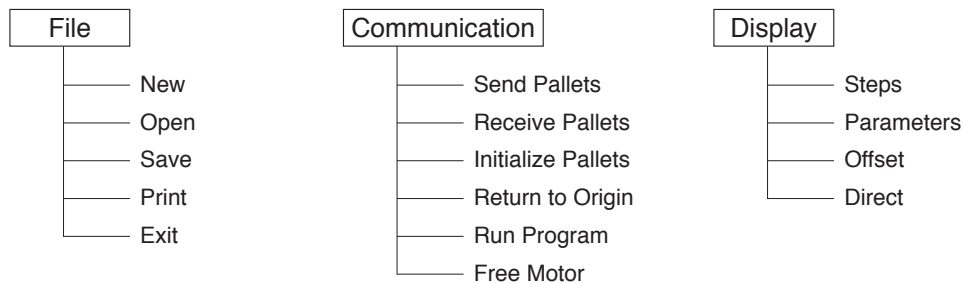 File
New
Open
Save
Print
Exit
Communication
Send Pallets
Receive Pallets
Initialize Pallets
Return to Origin
Run Program
Free Motor
Display
Steps
Parameters
Offset
Direct